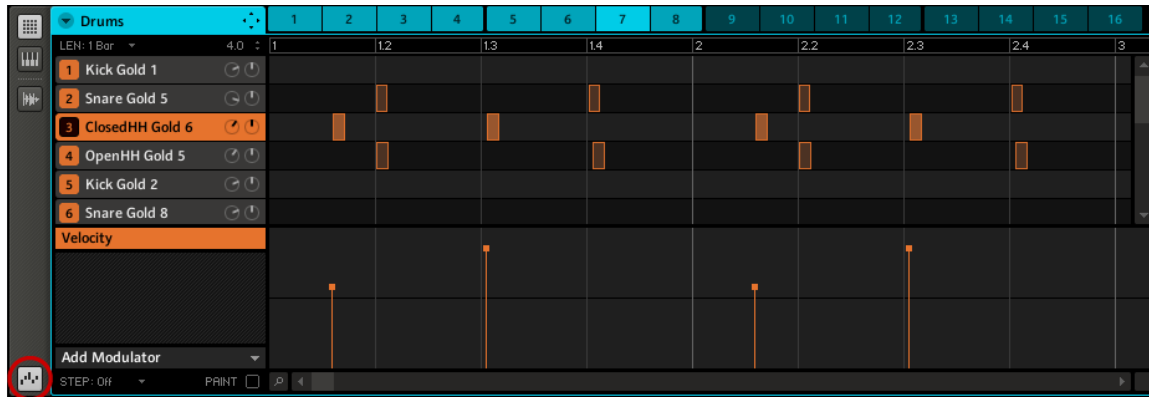 Drums 1 2 3 4 5 6 7 8 9 10 11 12 13 14 15 16
LEN: 1 Bar 4.0 1 1.2 1.3 1.4 2 2.2 2.3 2.4 3
1 Kick Gold 1
2 Snare Gold 5
3 ClosedHH Gold 6
4 OpenHH Gold 5
5 Kick Gold 2
6 Snare Gold 8
Velocity
Add Modulator
STEP: Off PAINT